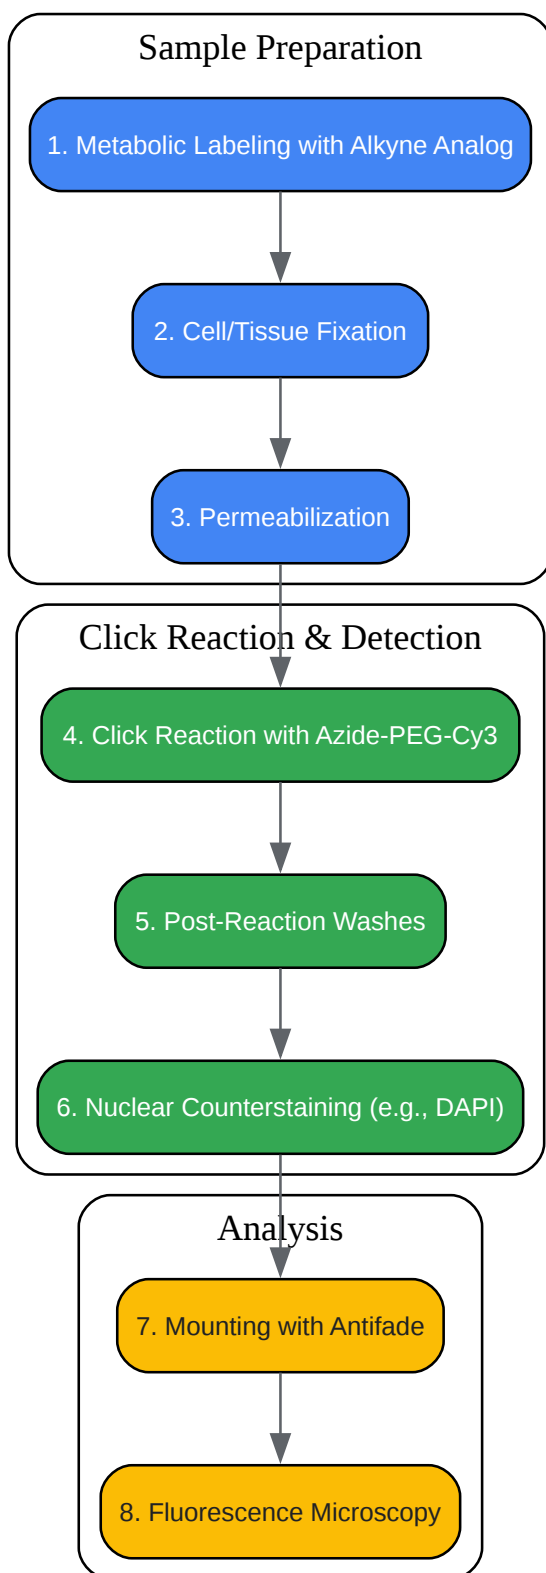 Sample Preparation
1. Metabolic Labeling with Alkyne Analog
2. Cell/Tissue Fixation
3. Permeabilization
Click Reaction & Detection
4. Click Reaction with Azide-PEG-Cy3
5. Post-Reaction Washes
6. Nuclear Counterstaining (e.g., DAPI)
Analysis
7. Mounting with Antifade
8. Fluorescence Microscopy